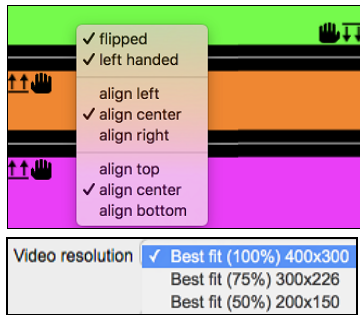 ✓ flipped
✓ left handed
align left
✓ align center
align right
align top
✓ align center
align bottom
Video resolution ✓ Best fit (100%) 400x300
Best fit (75%) 300x226
Best fit (50%) 200x150